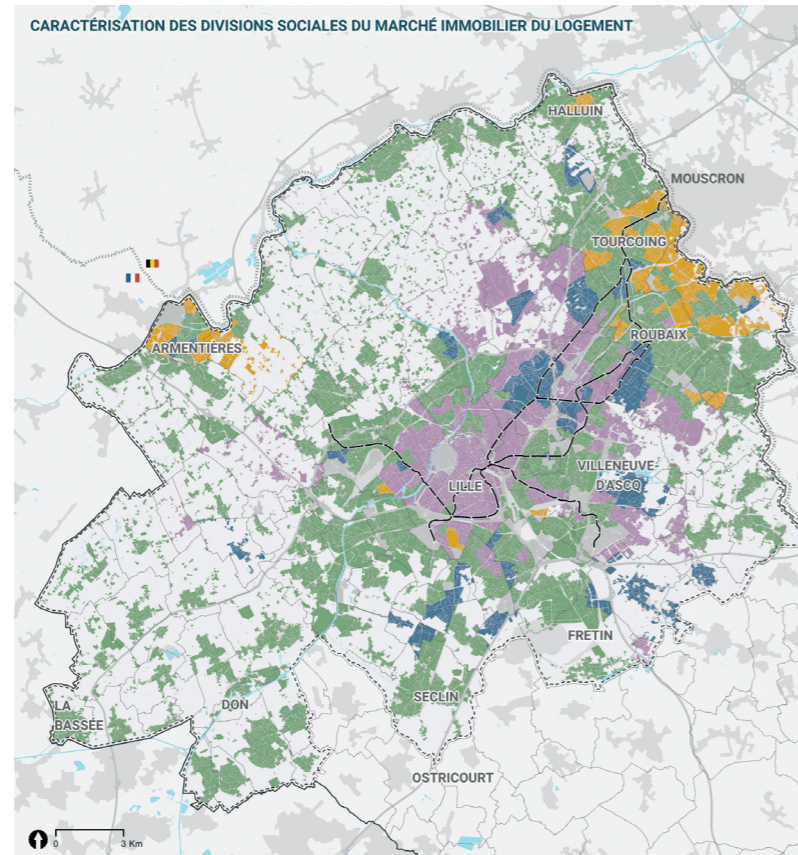 CARACTÉRISATION DES DIVISIONS SOCIALES DU MARCHÉ IMMOBILIER DU LOGEMENT
HALLUIN
MOUSCRON
TOURCOING
ROUBAIX
ARMENTIÈRES
VILLENEUVE-
D'ASCQ
LILLE
FRETIN
LA
BASSÉE
DON
SECLIN
OSTRICOURT
0 3 Km